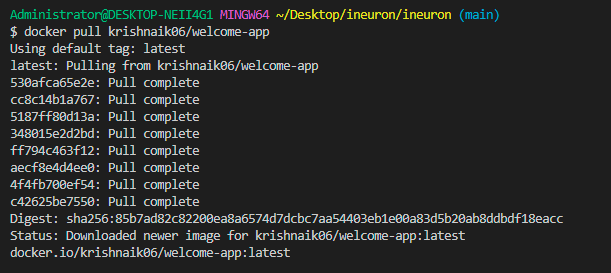 Administrator@DESKTOP-NEII4G1 MINGW64 ~/Desktop/ineuron/ineuron (main)
$ docker pull krishnaik06/welcome-app
Using default tag: latest
latest: Pulling from krishnaik06/welcome-app
530afca65e2e: Pull complete
cc8c14b1a767: Pull complete
5187ff80d13a: Pull complete
348015e2d2bd: Pull complete
ff794c463f12: Pull complete
aecf8e4d4ee0: Pull complete
4f4fb700ef54: Pull complete
c42625be7550: Pull complete
Digest: sha256:85b7ad82c82200ea8a6574d7dcbc7aa54403eb1e00a83d5b20ab8ddbdf18eacc
Status: Downloaded newer image for krishnaik06/welcome-app:latest
docker.io/krishnaik06/welcome-app:latest